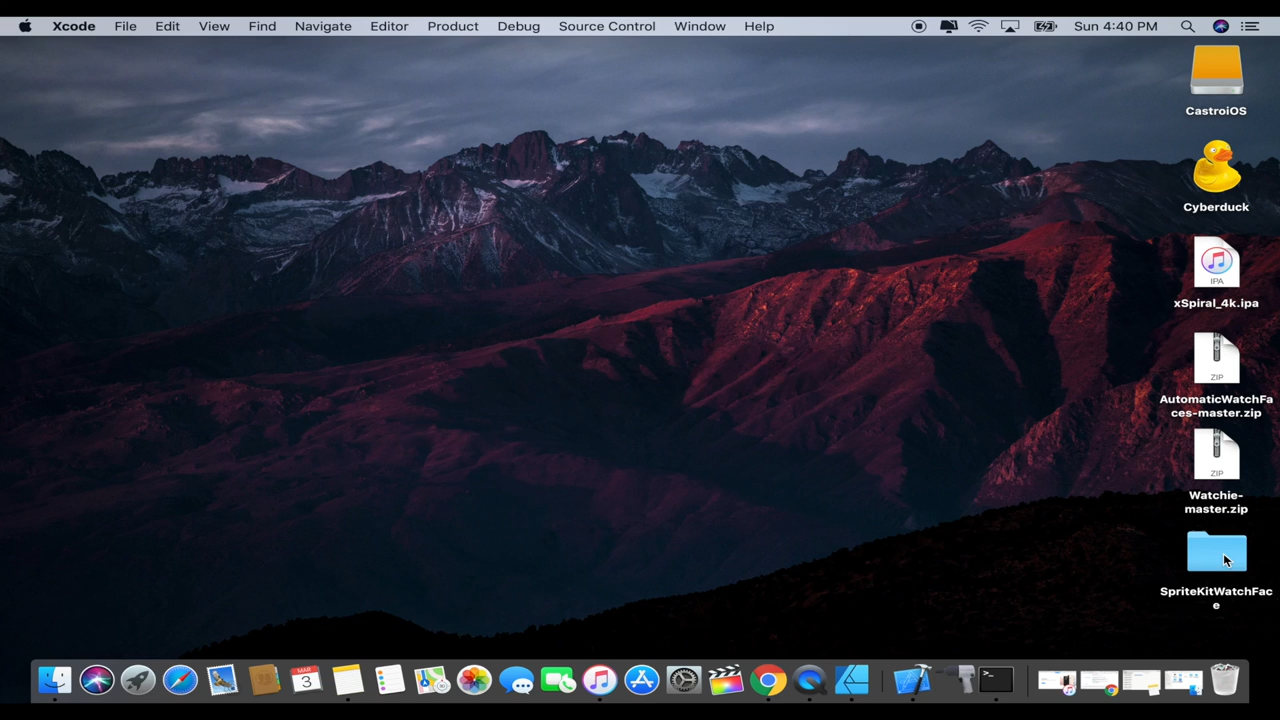 Xcode File Edit View Find Navigate Editor Product Debug Source Control Window Help Sun 4:40 PM
CastroiOS
Cyberduck
IPA
xSpiral_4k.ipa
ZIP
AutomaticWatchFa
ces-master.zip
ZIP
Watchie-
master.zip
SpriteKitWatchFac
e
MAR
3
>_